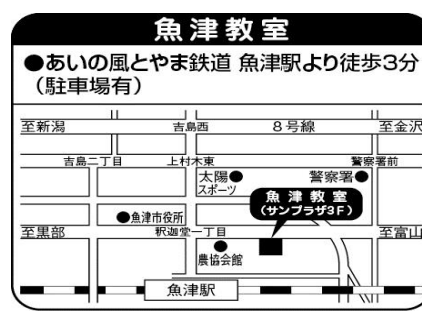 魚津教室
●あいの風とやま鉄道 魚津駅より徒歩3分
（駐車場有）
至新潟 吉島西 8号線 至金沢
吉島二丁目 上村木東 警察署前
太陽● 警察署●
スポーツ
魚津教室
(サンプラザ3F)
●魚津市役所
至黒部 釈迦堂一丁目 至富山
●
農協会館
魚津駅